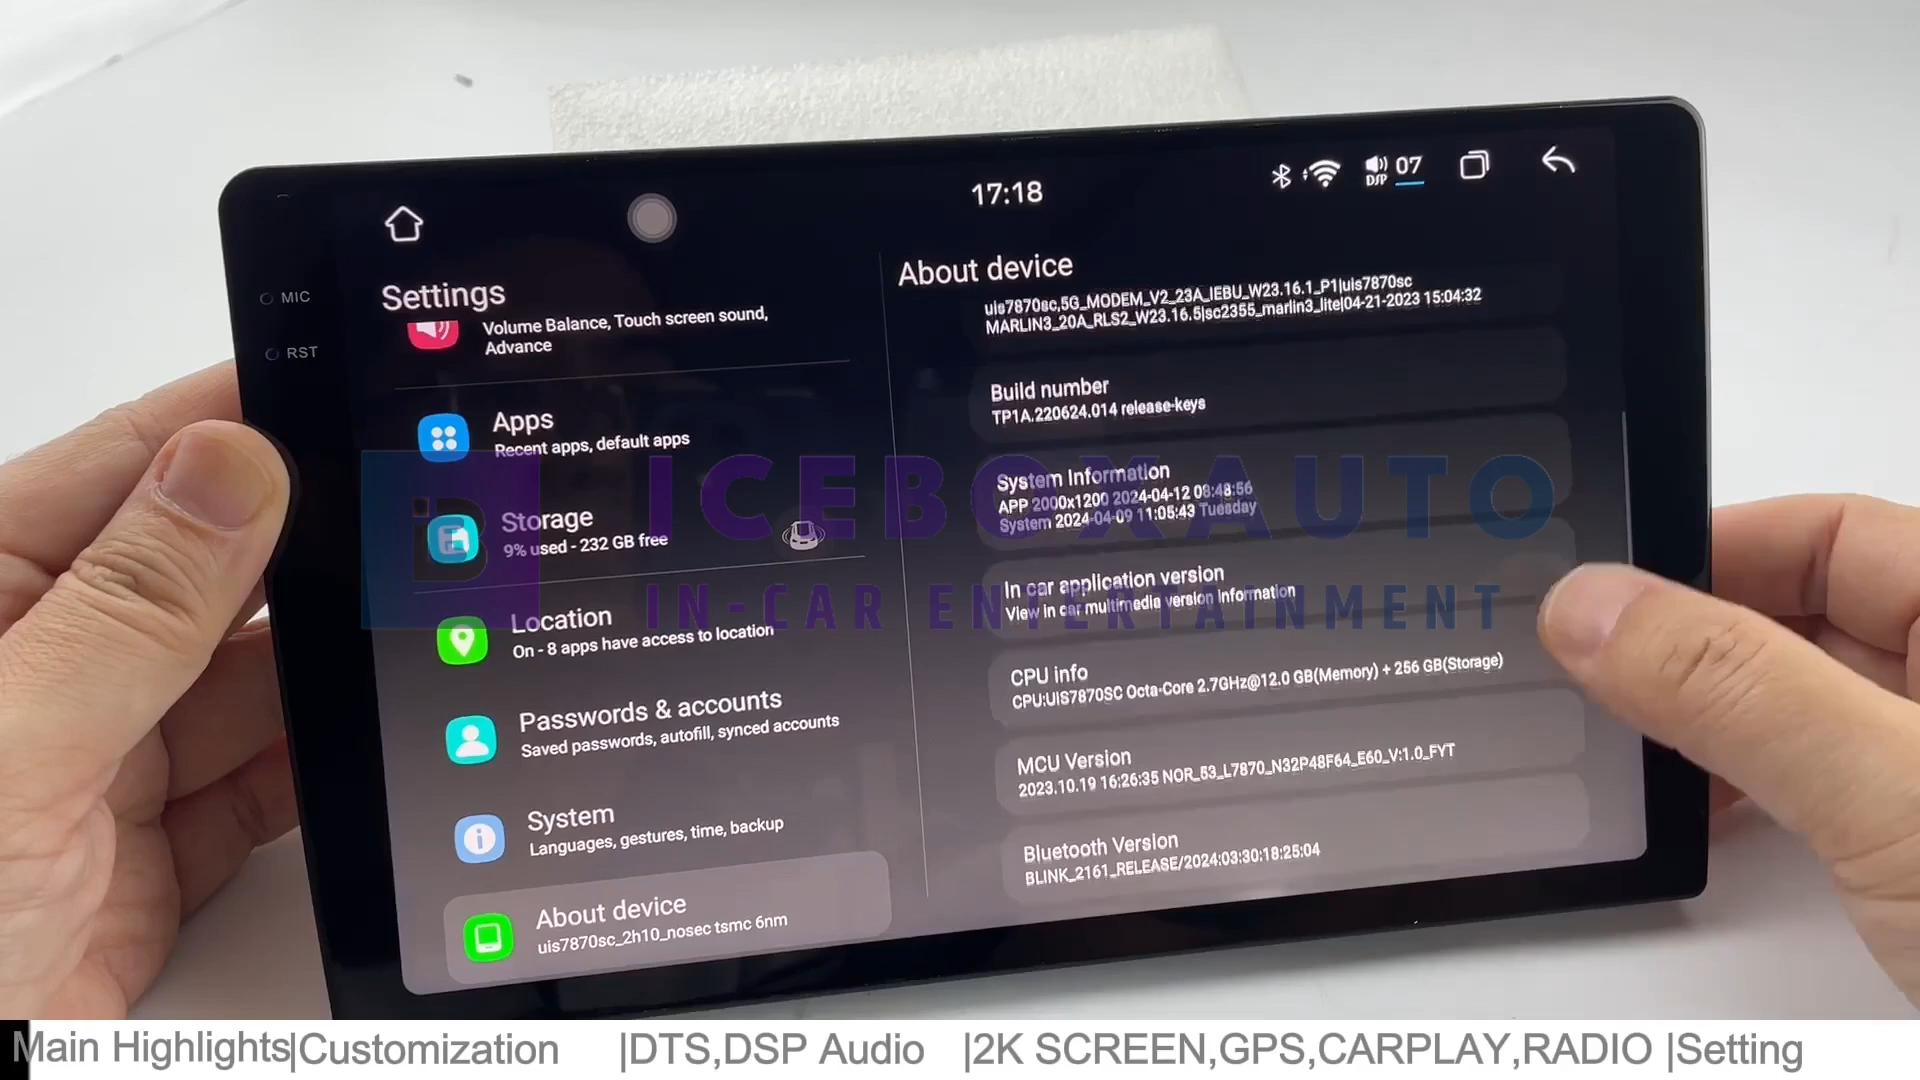 17:18
DSP
07
MIC
RST
Settings
Volume Balance, Touch screen sound,
Advance
Apps
Recent apps, default apps
Storage
9% used - 232 GB free
Location
On - 8 apps have access to location
Passwords & accounts
Saved passwords, autofill, synced accounts
System
Languages, gestures, time, backup
About device
uis7870sc_2h10_nosec tsmc 6nm
About device
uis7870sc,5G_MODEM_V2_23A_IEBU_W23.16.1_P1|uis7870sc
MARLIN3_20A_RLS2_W23.16.5|sc2355_marlin3_lite|04-21-2023 15:04:32
Build number
TP1A.220624.014 release-keys
System Information
APP 2000x1200 2024-04-12 08:48:56
System 2024-04-09 11:05:43 Tuesday
In car application version
View in car multimedia version information
CPU info
CPU:UIS7870SC Octa-Core 2.7GHz@12.0 GB(Memory) + 256 GB(Storage)
MCU Version
2023.10.19 16:26:35 NOR_53_L7870_N32P48F64_E60_V:1.0_FYT
Bluetooth Version
BLINK_2161_RELEASE/2024:03:30:18:25:04
ICEBOXAUTO
IN-CAR ENTERTAINMENT
Main Highlights|Customization |DTS,DSP Audio |2K SCREEN,GPS,CARPLAY,RADIO |Setting